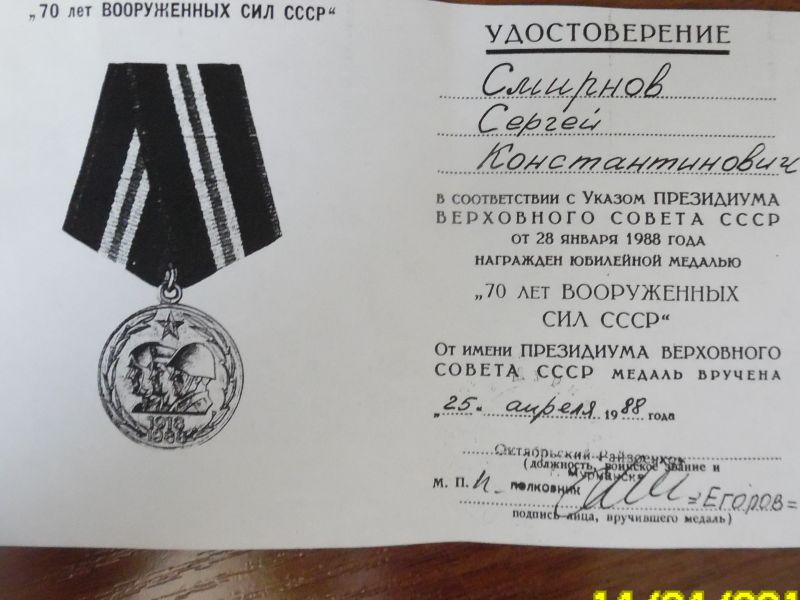 „70 лет ВООРУЖЕННЫХ СИЛ СССР“
1918
1988
УДОСТОВЕРЕНИЕ
Смирнов
Сергей
Константинович
В СООТВЕТСТВИИ С УКАЗОМ ПРЕЗИДИУМА
ВЕРХОВНОГО СОВЕТА СССР
ОТ 28 ЯНВАРЯ 1988 ГОДА
НАГРАЖДЕН ЮБИЛЕЙНОЙ МЕДАЛЬЮ
„70 ЛЕТ ВООРУЖЕННЫХ
СИЛ СССР“
ОТ ИМЕНИ ПРЕЗИДИУМА ВЕРХОВНОГО
СОВЕТА СССР МЕДАЛЬ ВРУЧЕНА
„25“ апреля 1988 года
Октябрьский Райвоенком
(должность, воинское звание и
г. Мурманск
М. П. п. полковник =Егоров=
подпись лица, вручившего медаль)